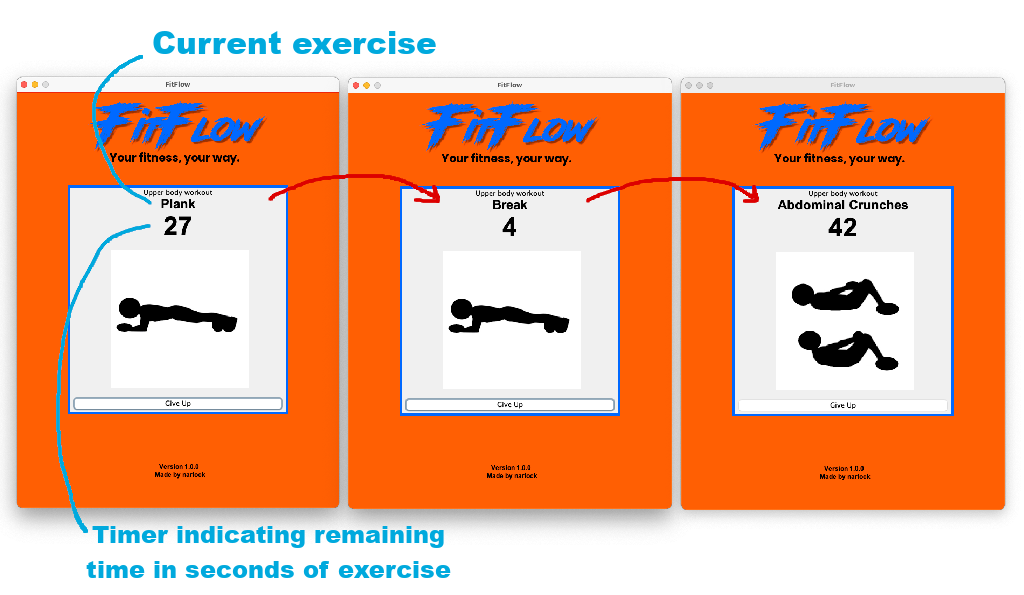 Current exercise
FitFlow
FitFlow
Your fitness, your way.
Upper body workout
Plank
27
Give Up
Version 1.0.0
Made by narlock
FitFlow
FitFlow
Your fitness, your way.
Upper body workout
Break
4
Give Up
Version 1.0.0
Made by narlock
FitFlow
FitFlow
Your fitness, your way.
Upper body workout
Abdominal Crunches
42
Give Up
Version 1.0.0
Made by narlock
Timer indicating remaining
time in seconds of exercise